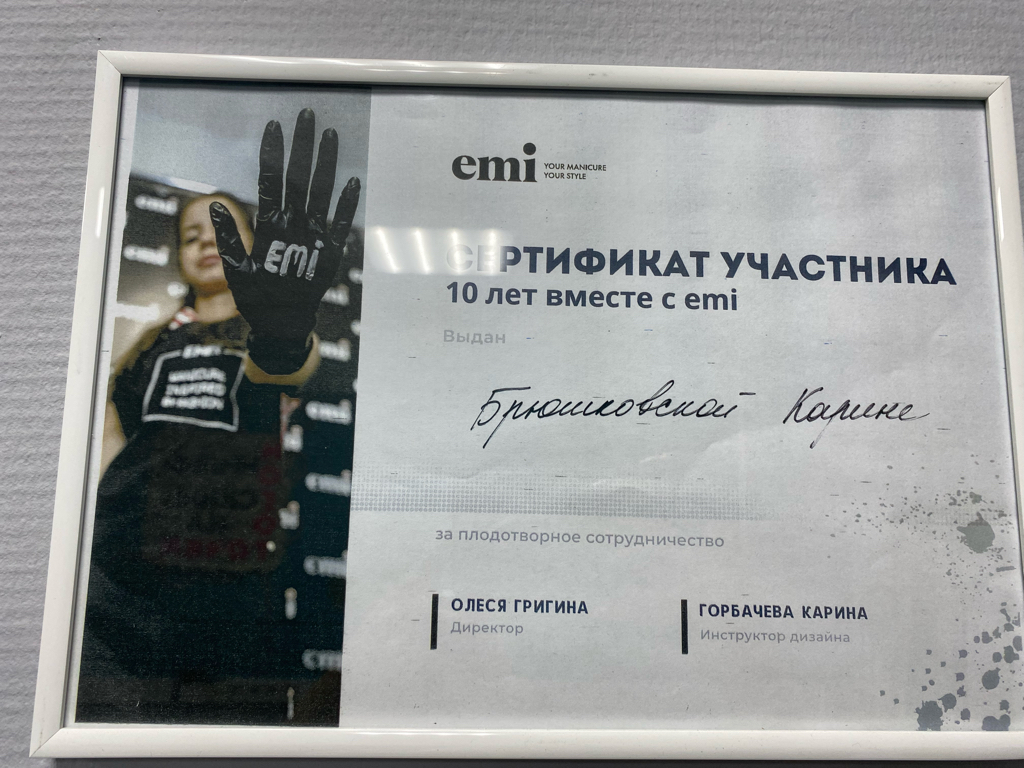 emi
YOUR MANICURE
YOUR STYLE
EMi
СЕРТИФИКАТ УЧАСТНИКА
10 лет вместе с emi
Выдан
Брюшковской Карине
за плодотворное сотрудничество
ОЛЕСЯ ГРИГИНА
Директор
ГОРБАЧЕВА КАРИНА
Инструктор дизайна